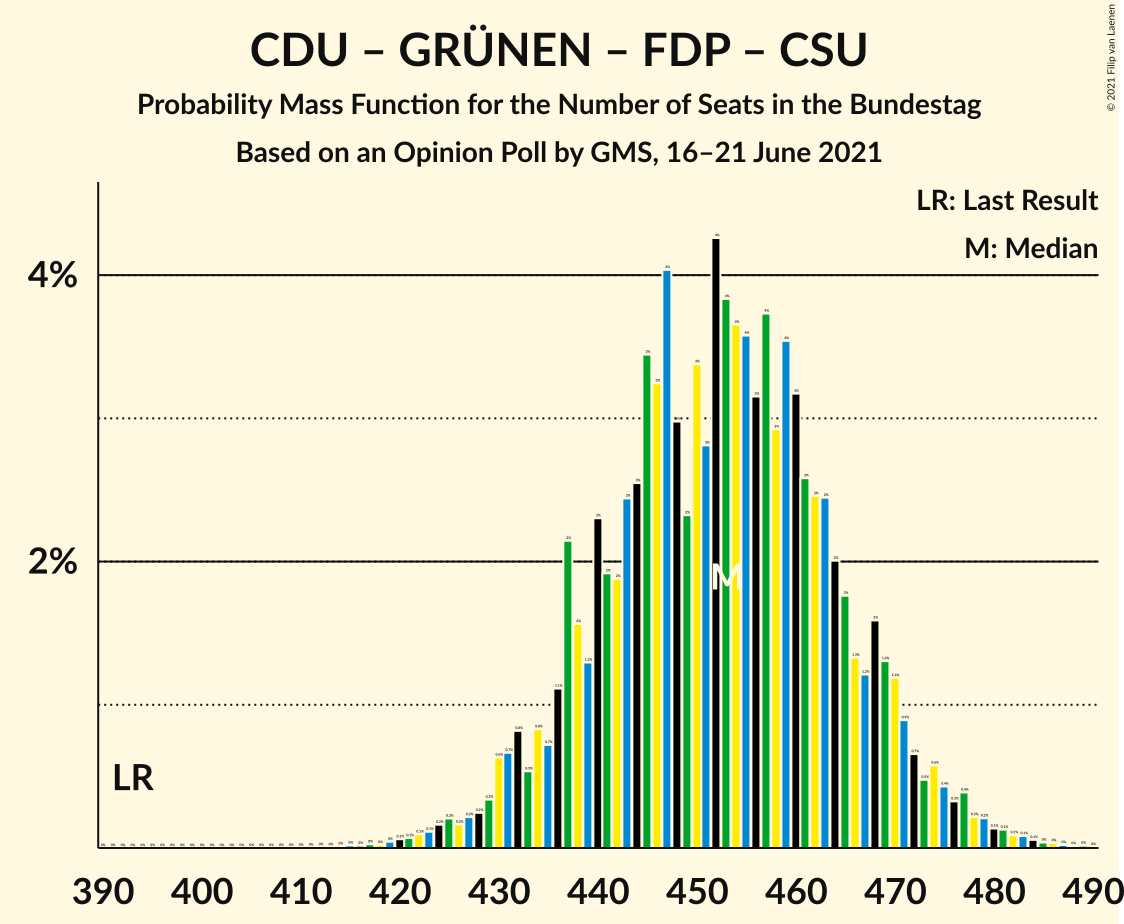 CDU – GRÜNEN – FDP – CSU
Probability Mass Function for the Number of Seats in the Bundestag
Based on an Opinion Poll by GMS, 16–21 June 2021
© 2021 Filip van Laenen
LR: Last Result
M: Median
4%
2%
LR
M
390 400 410 420 430 440 450 460 470 480 490